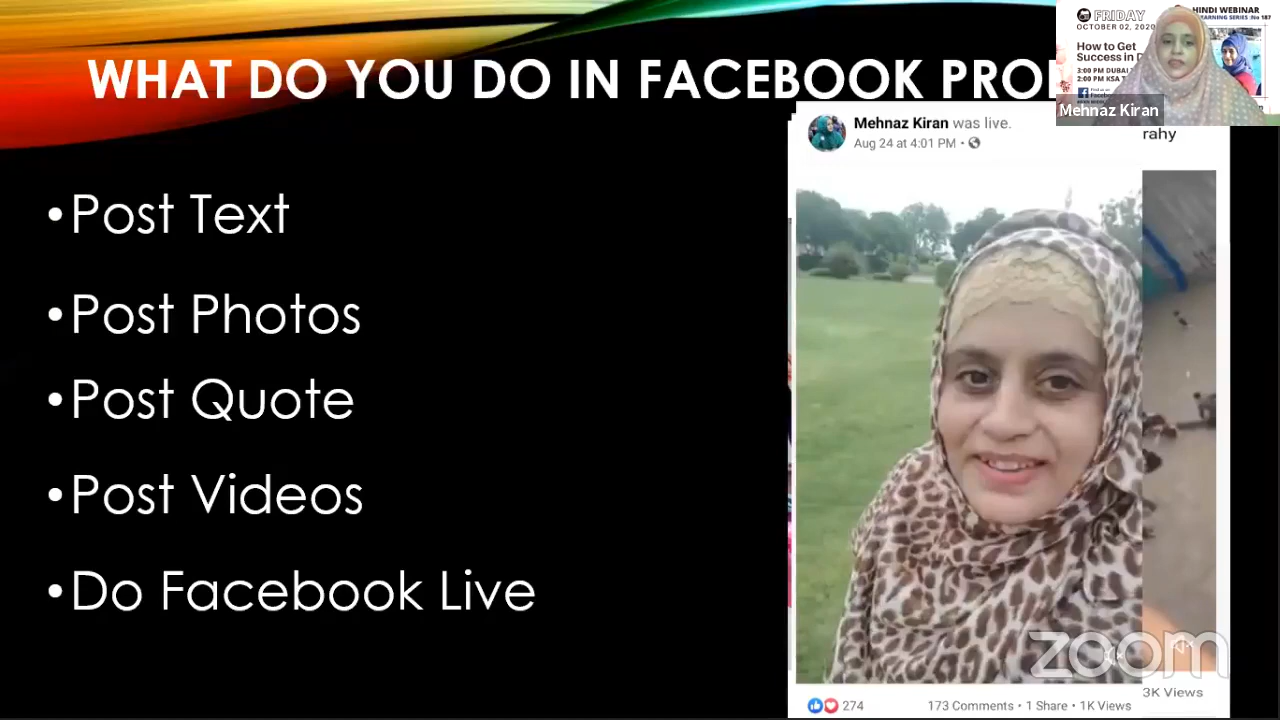 WHAT DO YOU DO IN FACEBOOK
FRIDAY
OCTOBER 02, 2020
HINDI WEBINAR
How to Get
Success in
3:00 PM DUBAI
2:00 PM KSA
Mehnaz Kiran
Mehnaz Kiran was live.
Aug 24 at 4:01 PM
rahy
•Post Text
•Post Photos
•Post Quote
•Post Videos
•Do Facebook Live
zoom
3K Views
274
173 Comments • 1 Share • 1K Views